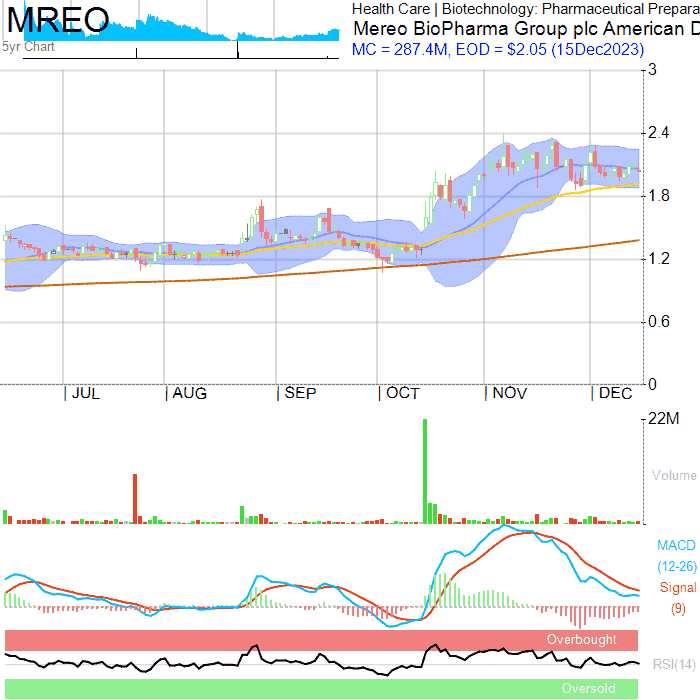 MREO
5yr Chart
Health Care | Biotechnology: Pharmaceutical Prepara
Mereo BioPharma Group plc American D
MC = 287.4M, EOD = $2.05 (15Dec2023)
3
2.4
1.8
1.2
0.6
0
| JUL | AUG | SEP | OCT | NOV | DEC
22M
Volume
MACD
(12-26)
Signal
(9)
Overbought
RSI(14)
Oversold